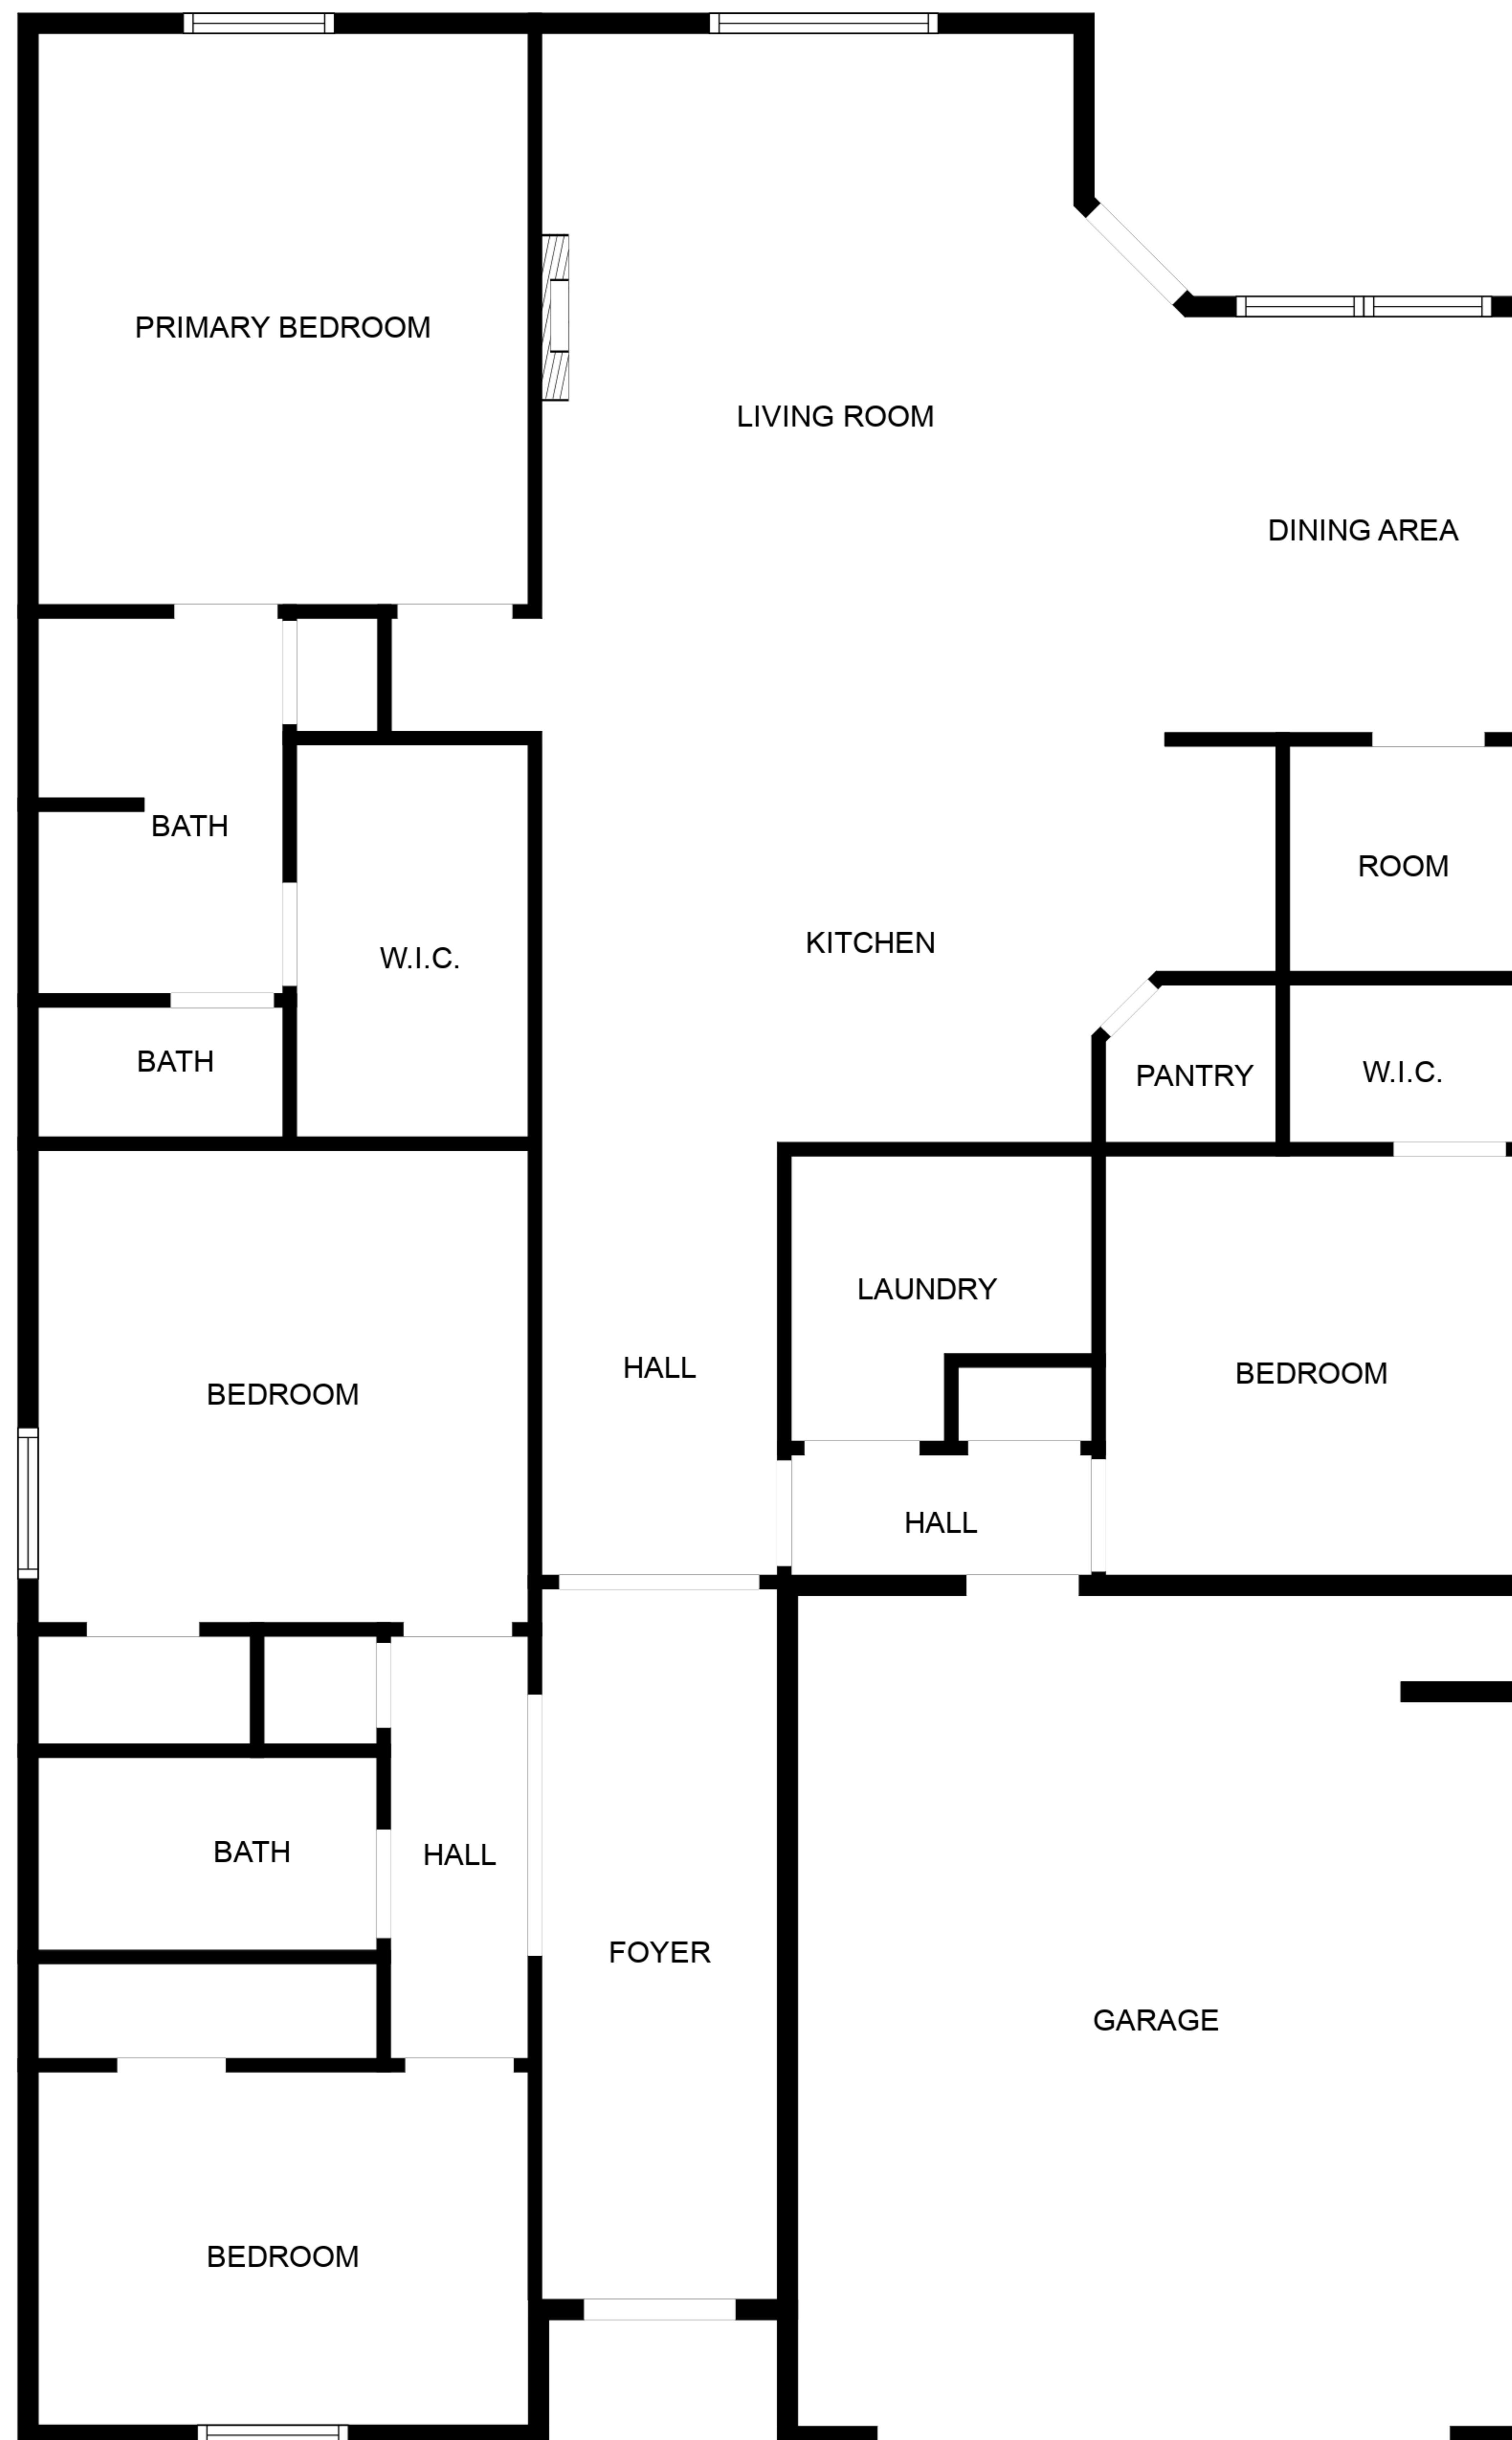 PRIMARY BEDROOM
LIVING ROOM
DINING AREA
BATH
ROOM
KITCHEN
W.I.C.
BATH
PANTRY
W.I.C.
LAUNDRY
HALL
BEDROOM
BEDROOM
HALL
BATH
HALL
FOYER
GARAGE
BEDROOM